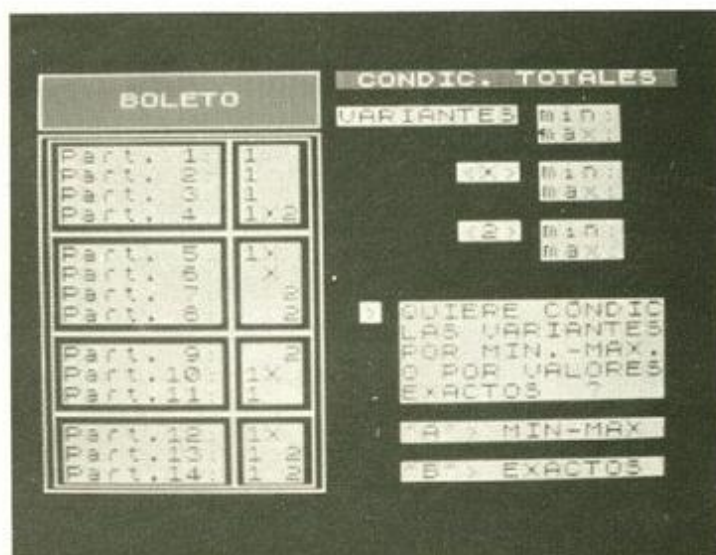 BOLETO
Part. 1: 1
Part. 2: 1
Part. 3: 1
Part. 4: 1X2
Part. 5: 1X
Part. 6: X
Part. 7: 2
Part. 8: 2
Part. 9: 2
Part.10: 1X
Part.11: 1
Part.12: 1X
Part.13: 1 2
Part.14: 1 2
CONDIC. TOTALES
VARIANTES min:
max:
<X> min:
max:
<2> min:
max:
> QUIERE CONDIC
LAS VARIANTES
POR MIN.-MAX.
O POR VALORES
EXACTOS ?
"A"> MIN-MAX
"B"> EXACTOS